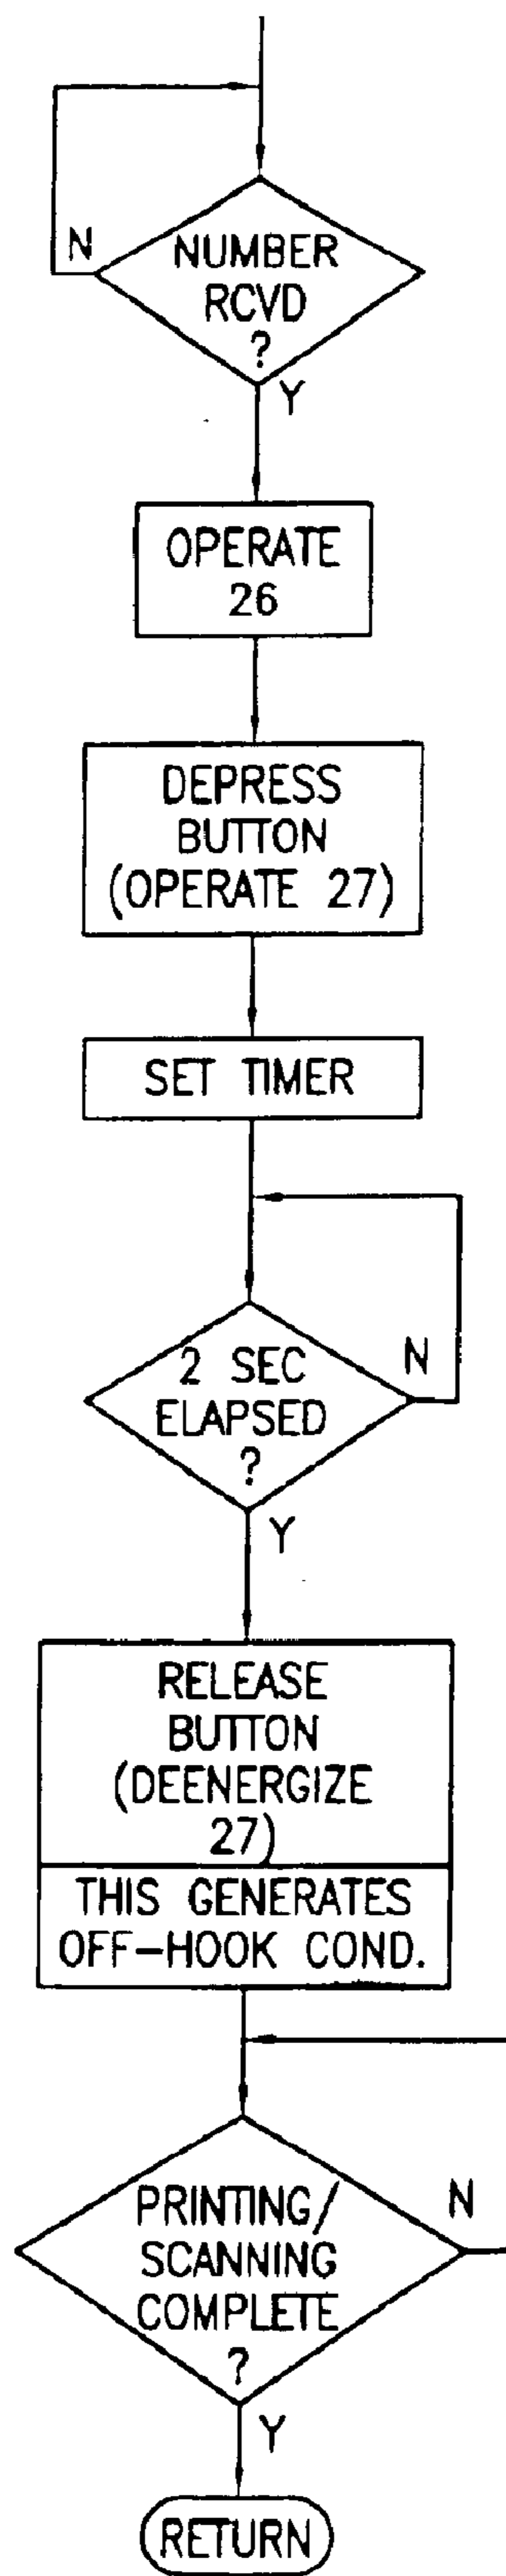 N
NUMBER
RCVD
?
Y
OPERATE
26
DEPRESS
BUTTON
(OPERATE 27)
SET TIMER
2 SEC
ELAPSED
?
N
Y
RELEASE
BUTTON
(DEENERGIZE
27)
THIS GENERATES
OFF-HOOK COND.
PRINTING/
SCANNING
COMPLETE
?
N
Y
RETURN